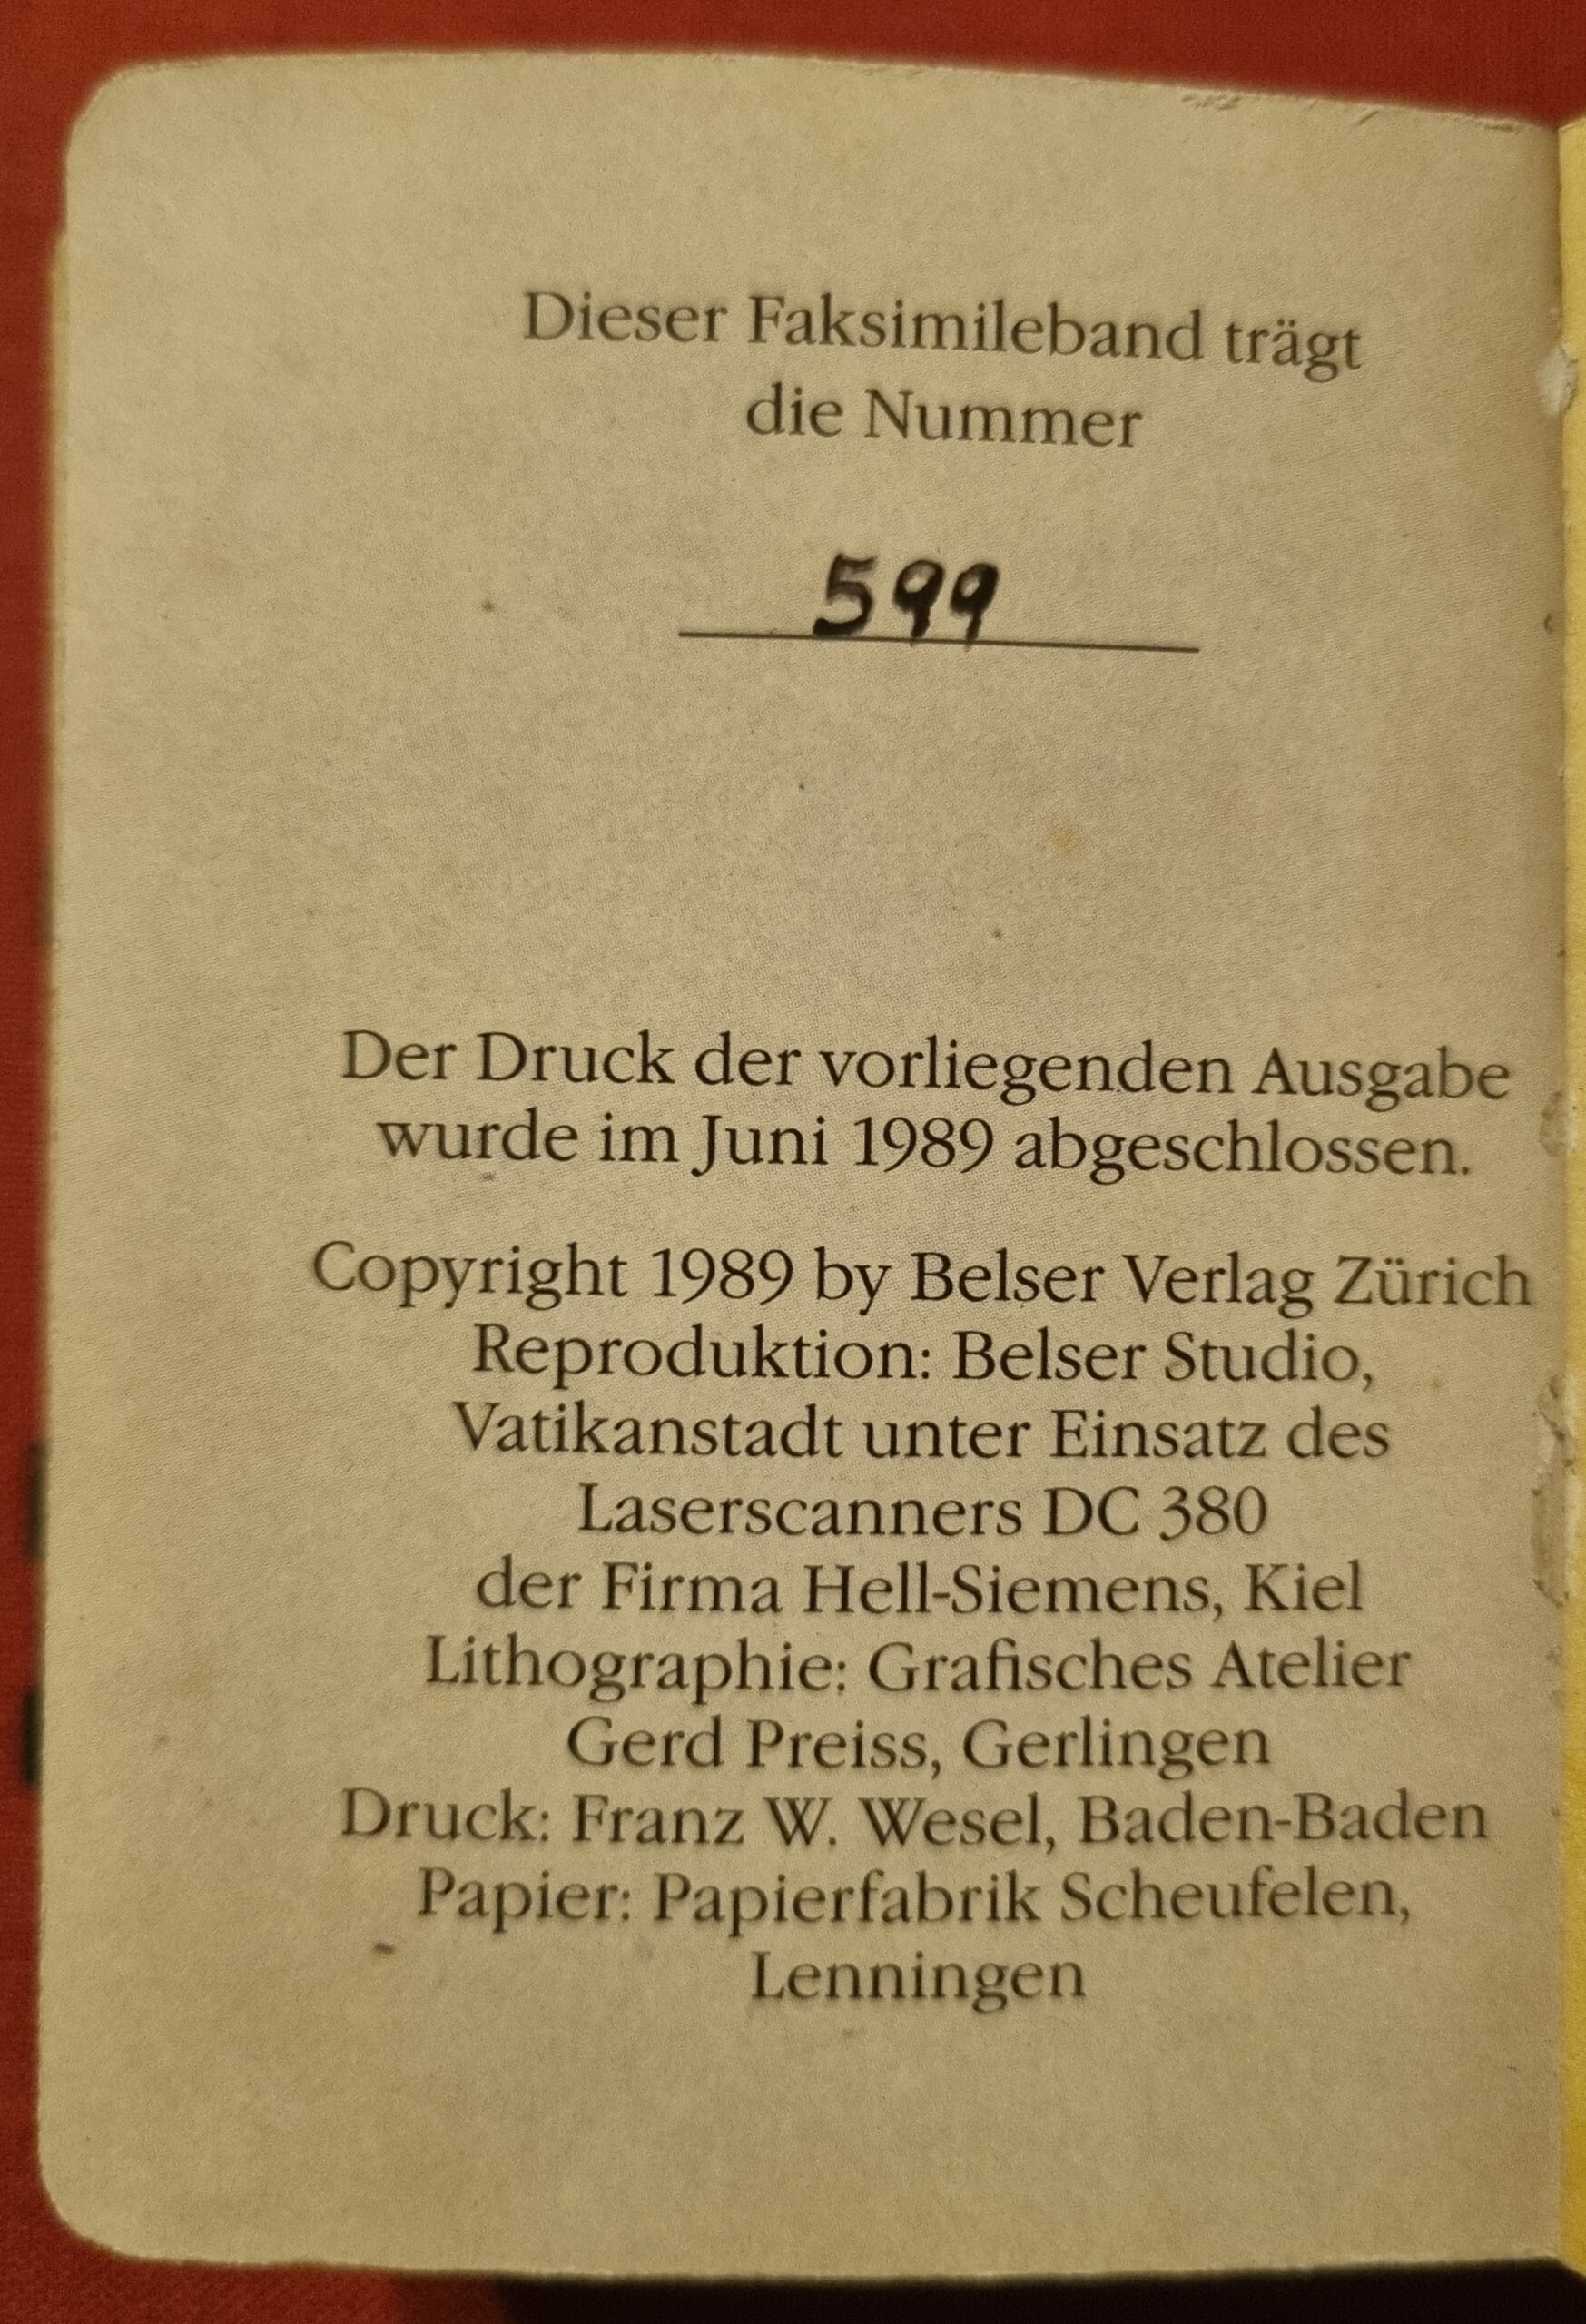 Dieser Faksimileband trägt
die Nummer
599
Der Druck der vorliegenden Ausgabe
wurde im Juni 1989 abgeschlossen.
Copyright 1989 by Belser Verlag Zürich
Reproduktion: Belser Studio,
Vatikanstadt unter Einsatz des
Laserscanners DC 380
der Firma Hell-Siemens, Kiel
Lithographie: Grafisches Atelier
Gerd Preiss, Gerlingen
Druck: Franz W. Wesel, Baden-Baden
Papier: Papierfabrik Scheufelen,
Lenningen